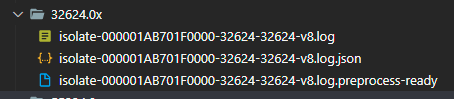 32624.0x
isolate-000001AB701F0000-32624-32624-v8.log
isolate-000001AB701F0000-32624-32624-v8.log.json
isolate-000001AB701F0000-32624-32624-v8.log.preprocess-ready